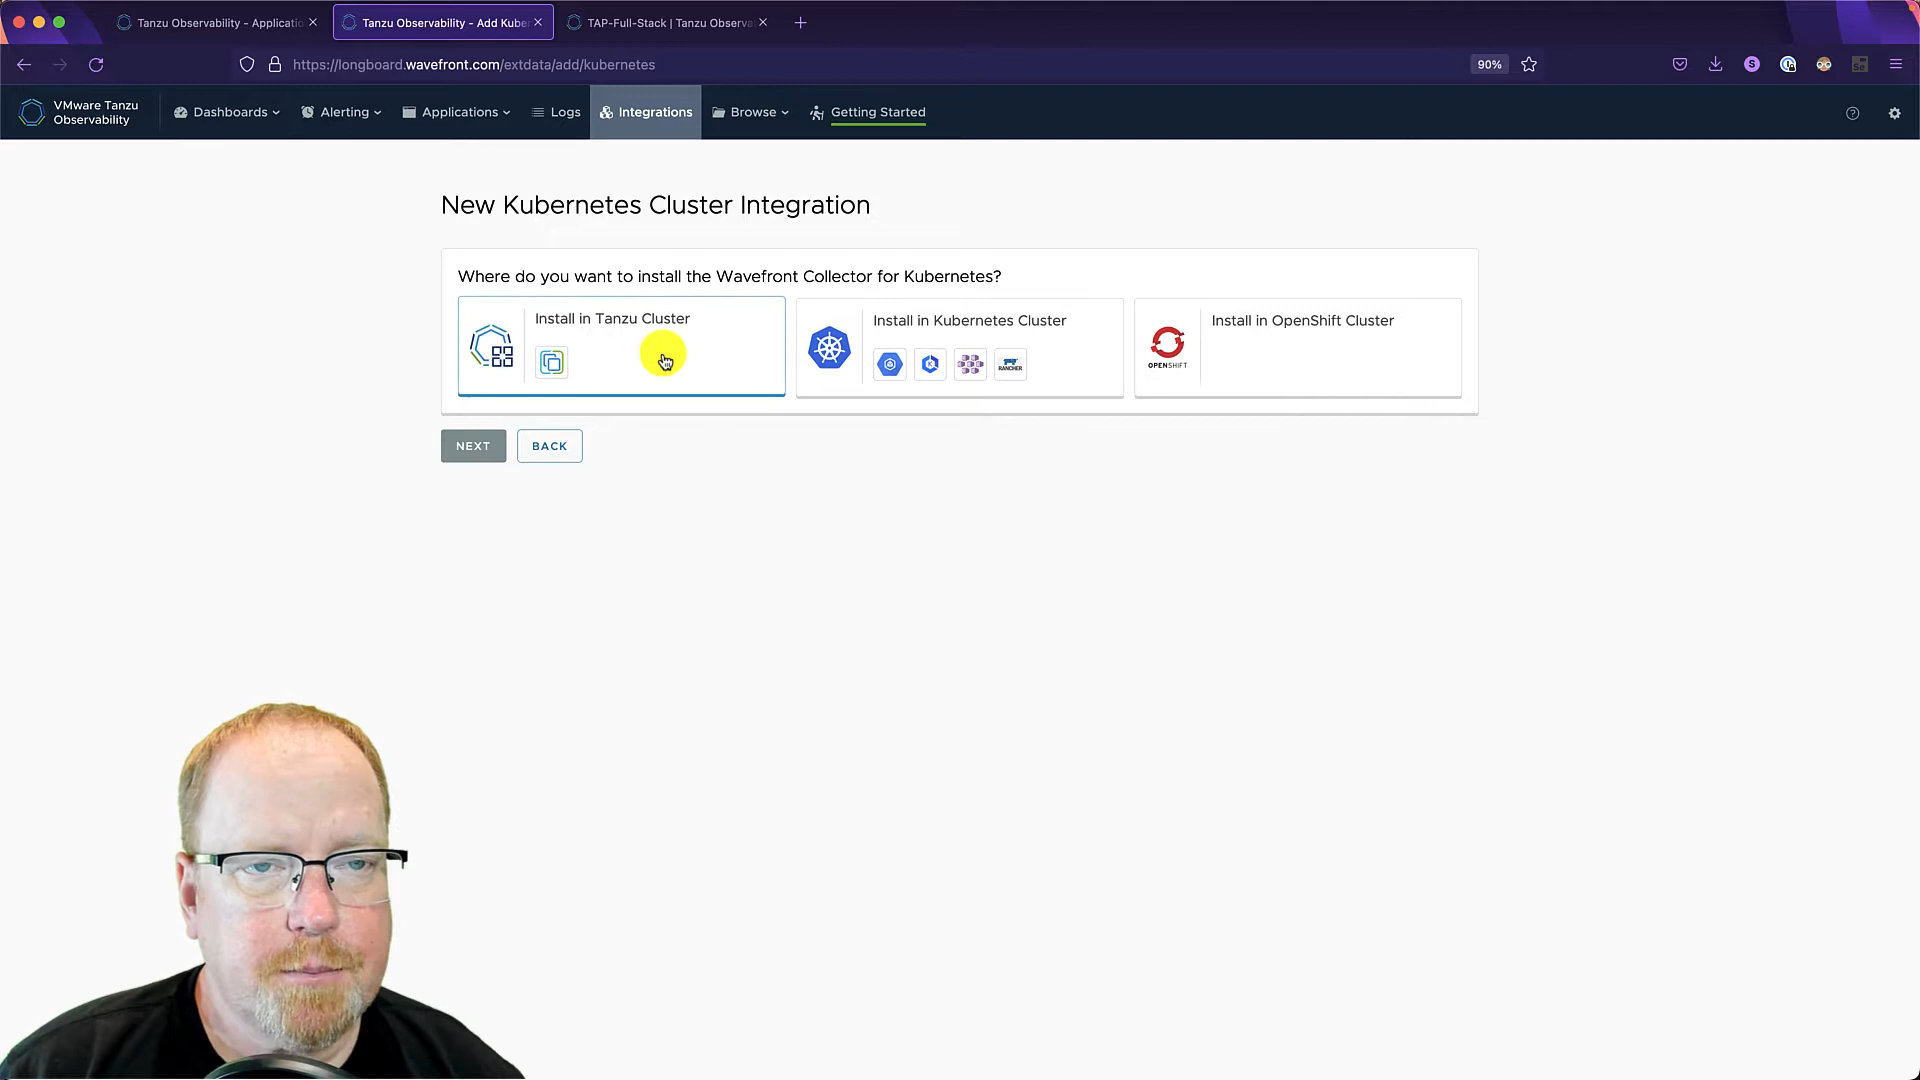 Tanzu Observability - Applicatio
Tanzu Observability - Add Kuber
TAP-Full-Stack | Tanzu Observa
https://longboard.wavefront.com/extdata/add/kubernetes
90%
VMware Tanzu
Observability
Dashboards
Alerting
Applications
Logs
Integrations
Browse
Getting Started
New Kubernetes Cluster Integration
Where do you want to install the Wavefront Collector for Kubernetes?
Install in Tanzu Cluster
Install in Kubernetes Cluster
RANCHER
Install in OpenShift Cluster
OPENSHIFT
NEXT
BACK